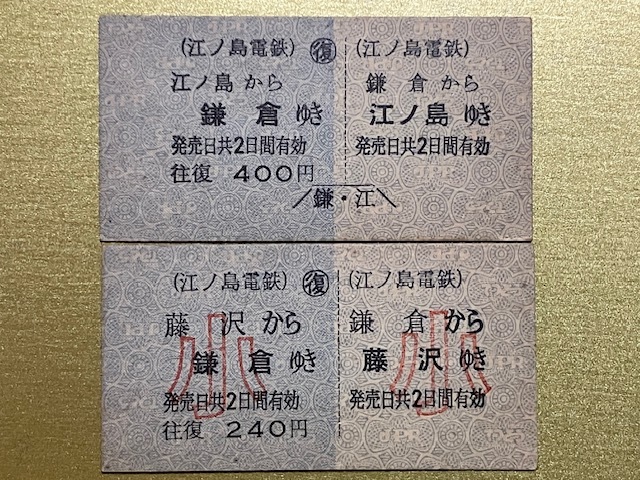 (江ノ島電鉄) ㊝復
江ノ島から
鎌倉ゆき
発売日共2日間有効
往復 400円
(江ノ島電鉄)
鎌倉から
江ノ島ゆき
発売日共2日間有効
／鎌・江＼
(江ノ島電鉄) 復
藤沢から
鎌倉ゆき
小
発売日共2日間有効
往復 240円
(江ノ島電鉄)
鎌倉から
藤沢ゆき
小
発売日共2日間有効